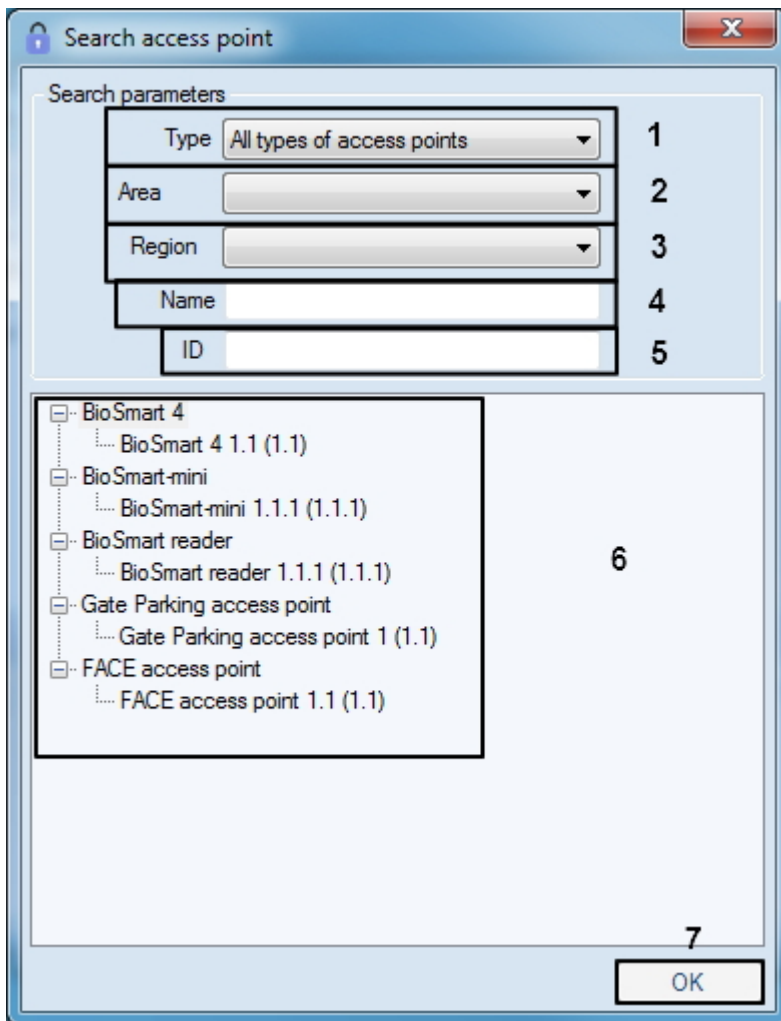 Search access point
Search parameters
Type All types of access points 1
Area 2
Region 3
Name 4
ID 5
BioSmart 4
BioSmart 4 1.1 (1.1)
BioSmart-mini
BioSmart-mini 1.1.1 (1.1.1)
BioSmart reader
BioSmart reader 1.1.1 (1.1.1)
6
Gate Parking access point
Gate Parking access point 1 (1.1)
FACE access point
FACE access point 1.1 (1.1)
7
OK